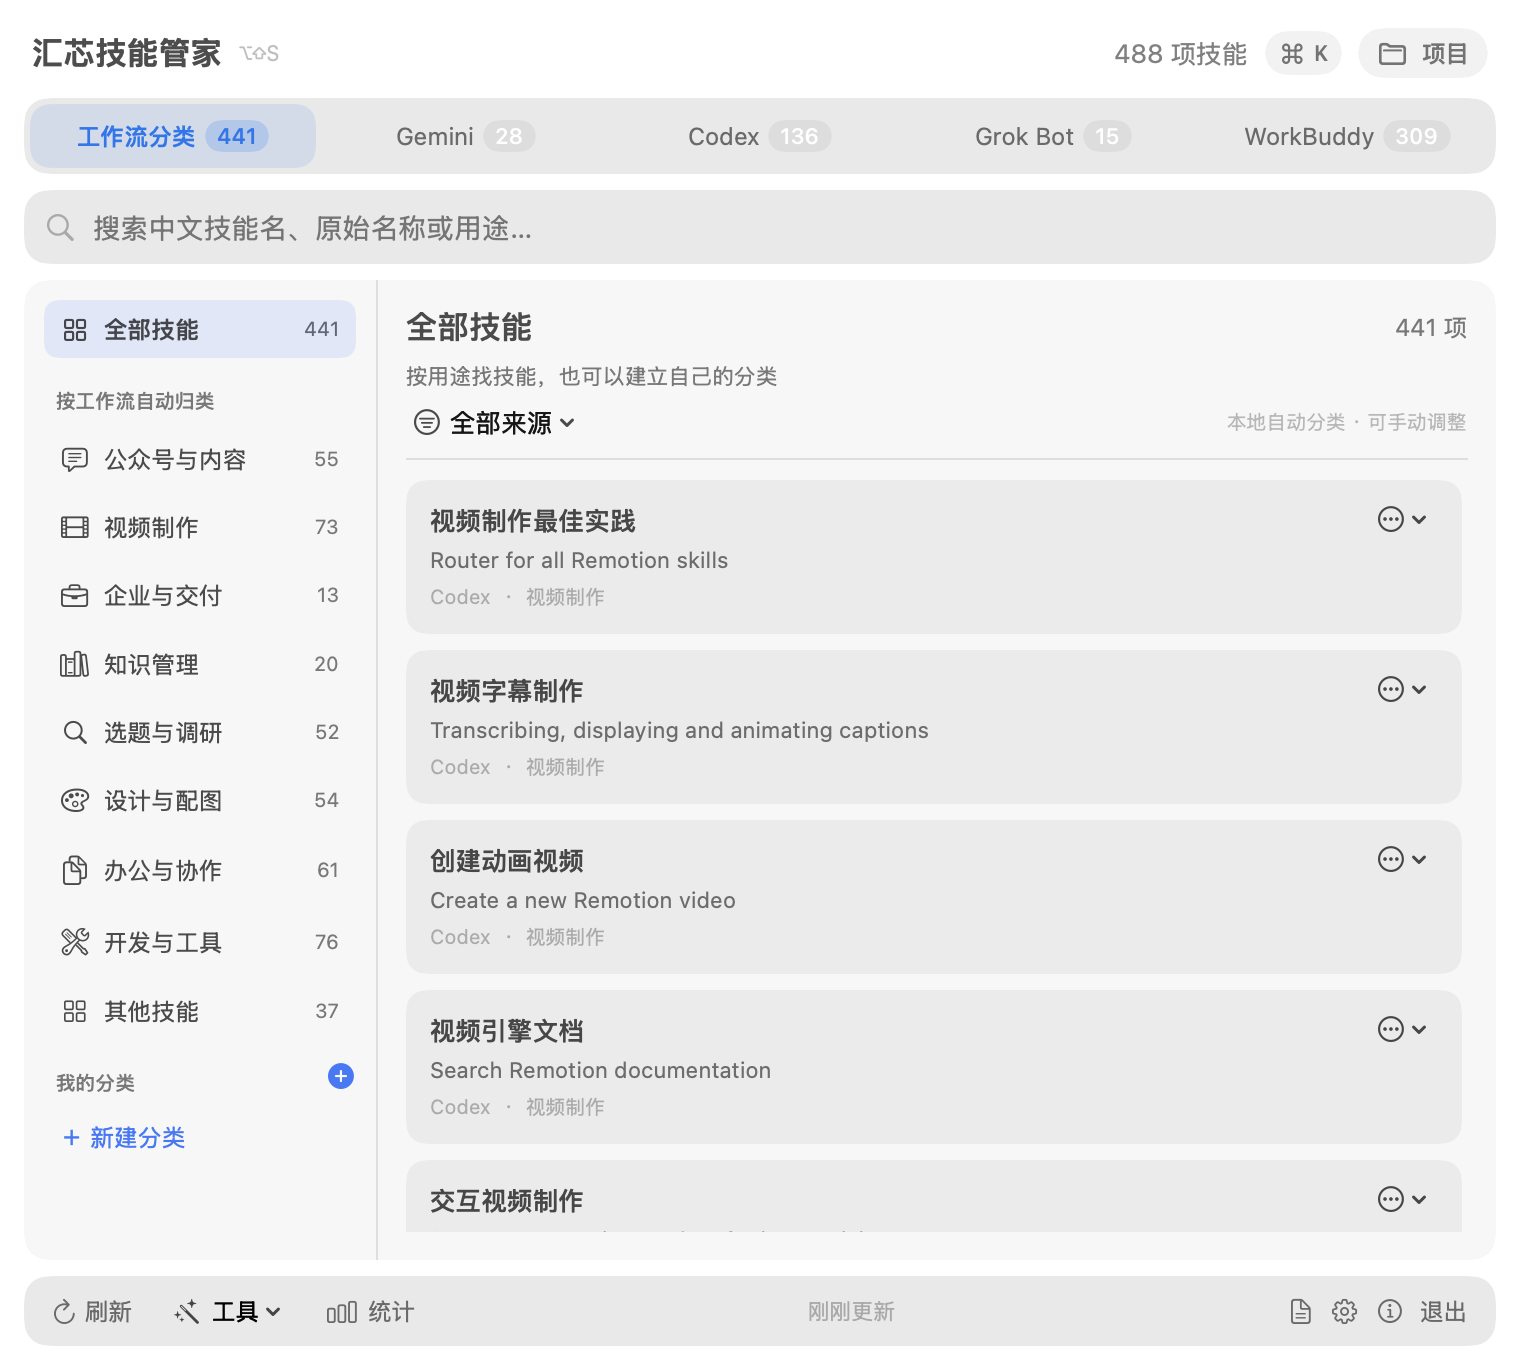 汇芯技能管家 ⌥⇧S
488 项技能 ⌘ K 项目
工作流分类 441 Gemini 28 Codex 136 Grok Bot 15 WorkBuddy 309
搜索中文技能名、原始名称或用途...
全部技能 441
按工作流自动归类
公众号与内容 55
视频制作 73
企业与交付 13
知识管理 20
选题与调研 52
设计与配图 54
办公与协作 61
开发与工具 76
其他技能 37
我的分类
+ 新建分类
全部技能 441 项
按用途找技能，也可以建立自己的分类
全部来源 本地自动分类 · 可手动调整
视频制作最佳实践
Router for all Remotion skills
Codex · 视频制作
视频字幕制作
Transcribing, displaying and animating captions
Codex · 视频制作
创建动画视频
Create a new Remotion video
Codex · 视频制作
视频引擎文档
Search Remotion documentation
Codex · 视频制作
交互视频制作
刷新 工具 统计 刚刚更新 退出